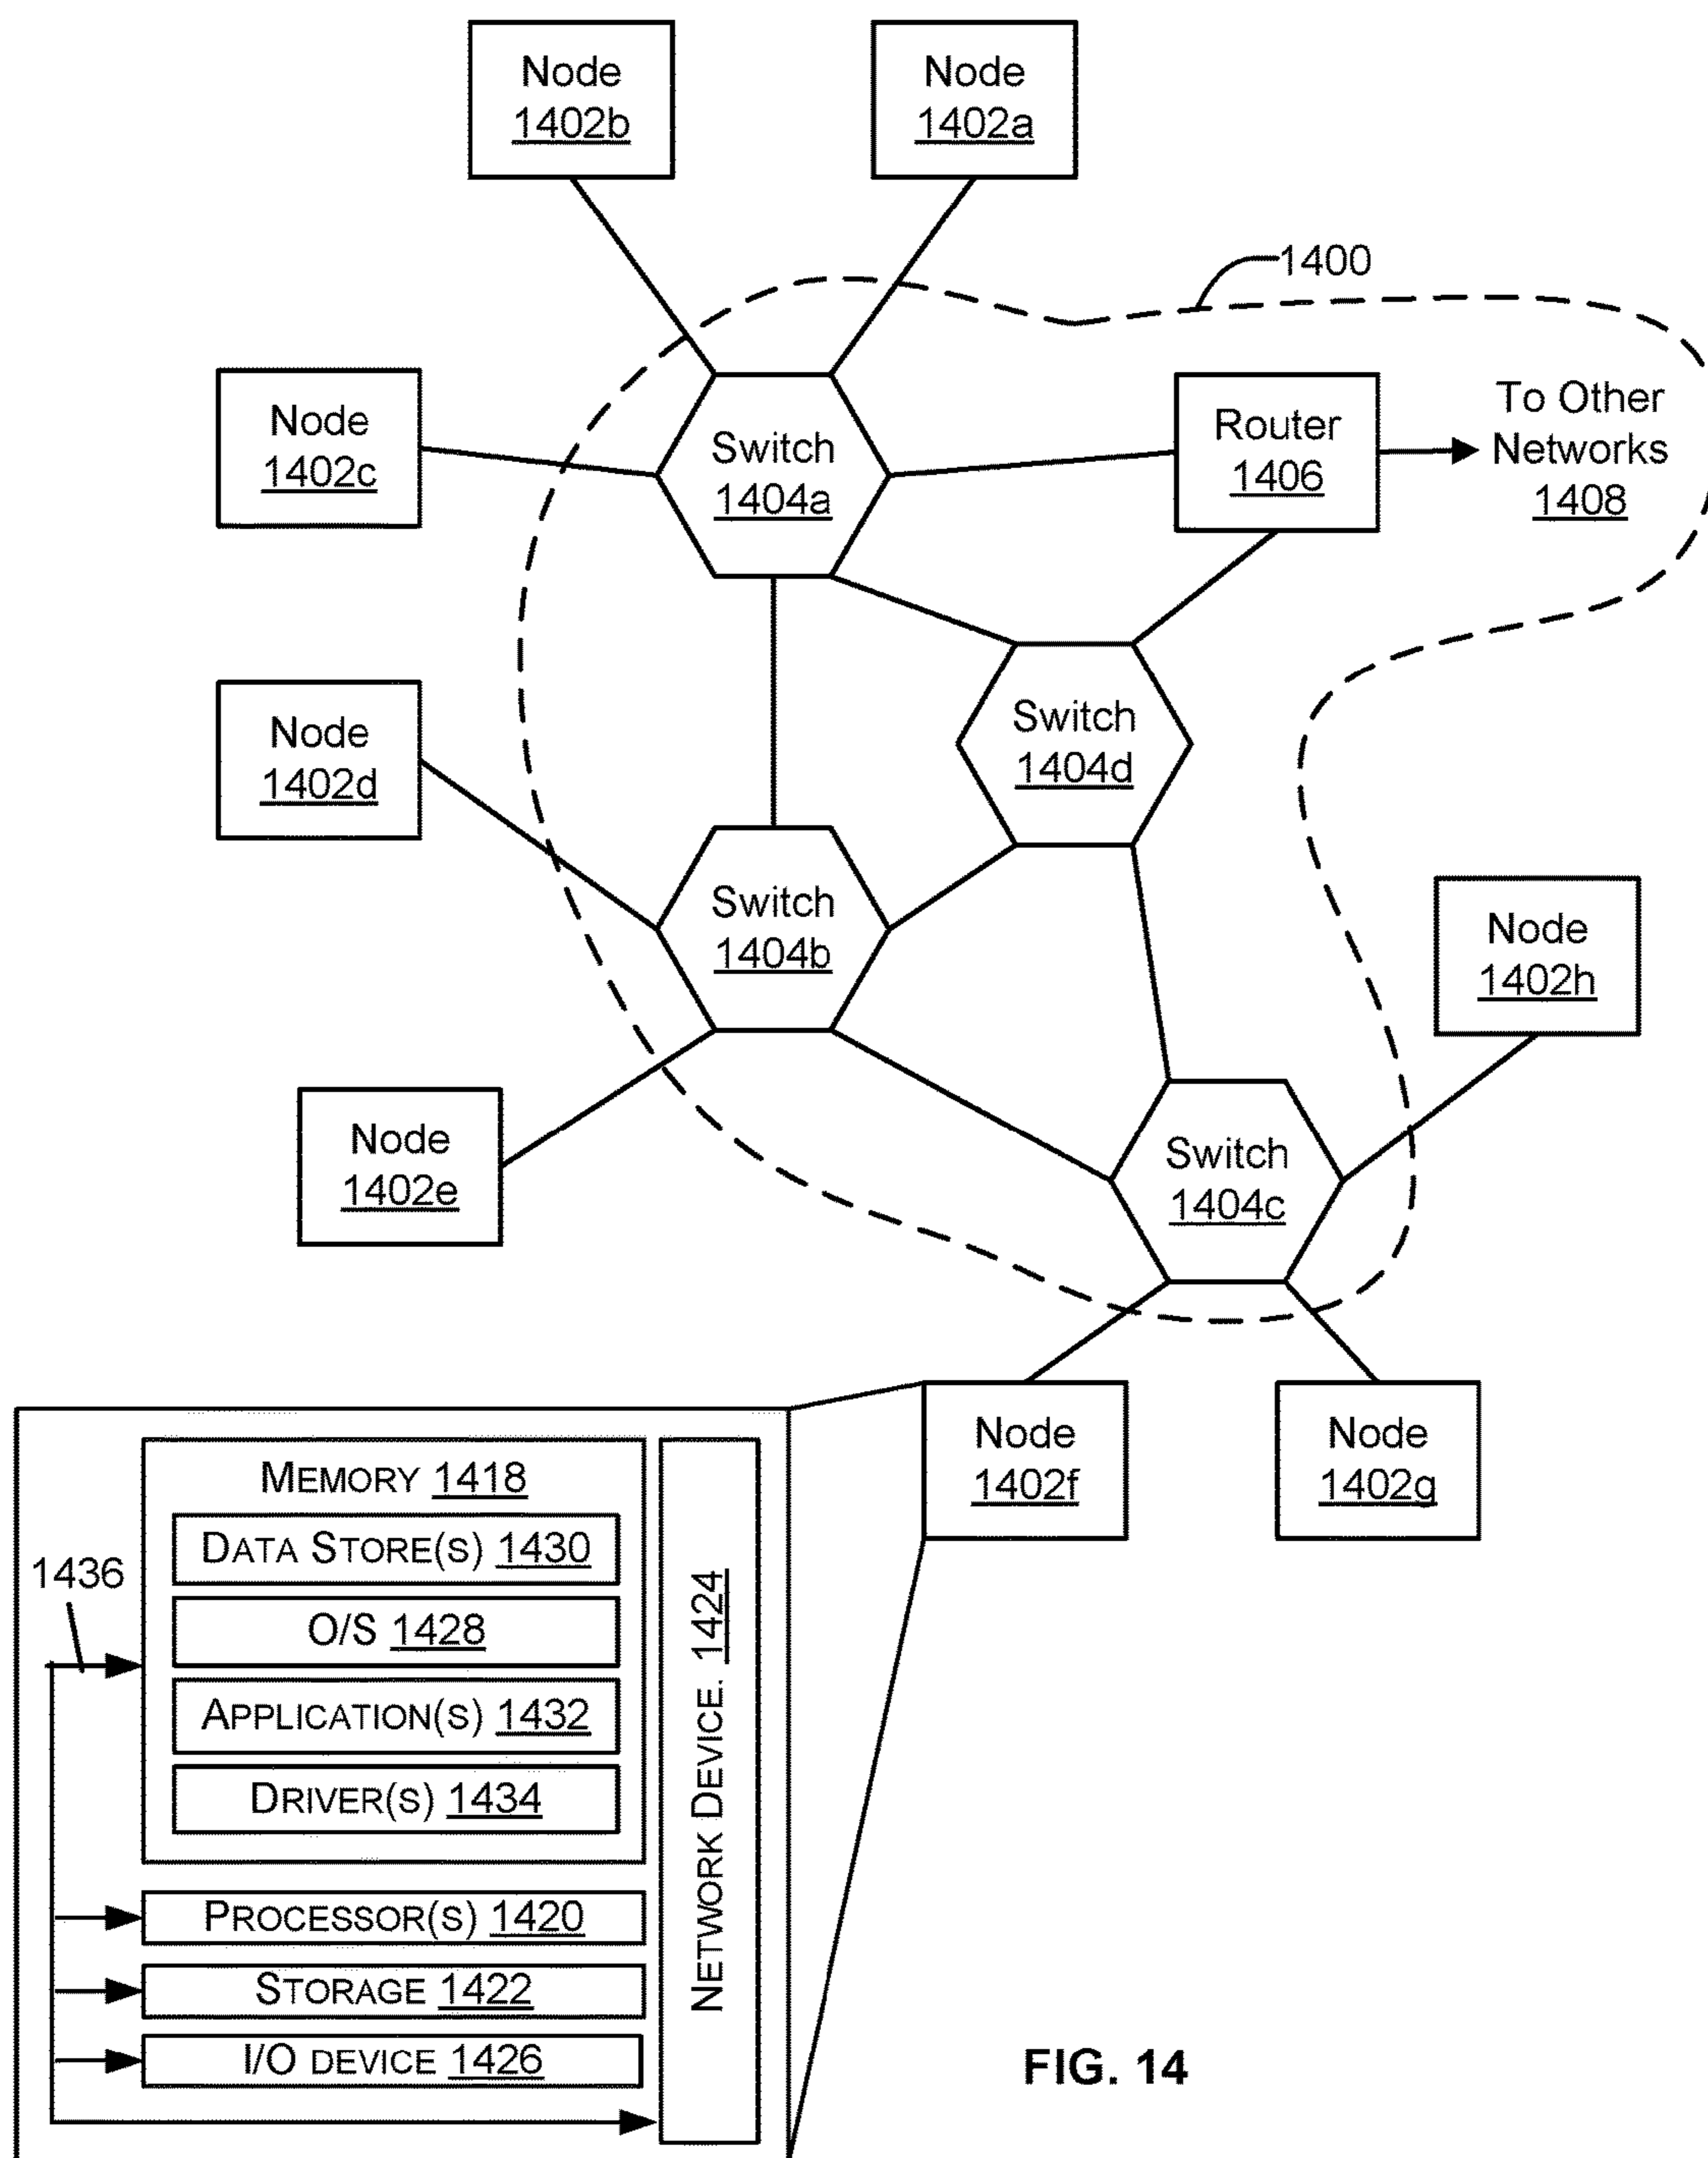 Node
1402b
Node
1402a
1400
Node
1402c
Switch
1404a
Router
1406
To Other
Networks
1408
Node
1402d
Switch
1404d
Switch
1404b
Node
1402h
Node
1402e
Switch
1404c
Node
1402f
Node
1402g
MEMORY 1418
DATA STORE(S) 1430
1436
O/S 1428
APPLICATION(S) 1432
DRIVER(S) 1434
NETWORK DEVICE. 1424
PROCESSOR(S) 1420
STORAGE 1422
I/O DEVICE 1426
FIG. 14